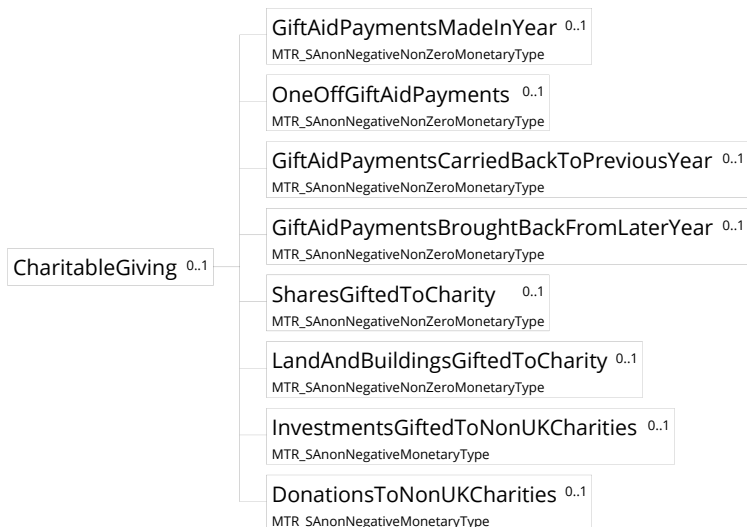 GiftAidPaymentsMadeInYear 0..1
MTR_SAnonNegativeNonZeroMonetaryType
OneOffGiftAidPayments 0..1
MTR_SAnonNegativeNonZeroMonetaryType
GiftAidPaymentsCarriedBackToPreviousYear 0..1
MTR_SAnonNegativeNonZeroMonetaryType
GiftAidPaymentsBroughtBackFromLaterYear 0..1
MTR_SAnonNegativeNonZeroMonetaryType
CharitableGiving 0..1
SharesGiftedToCharity 0..1
MTR_SAnonNegativeNonZeroMonetaryType
LandAndBuildingsGiftedToCharity 0..1
MTR_SAnonNegativeNonZeroMonetaryType
InvestmentsGiftedToNonUKCharities 0..1
MTR_SAnonNegativeMonetaryType
DonationsToNonUKCharities 0..1
MTR_SAnonNegativeMonetaryType